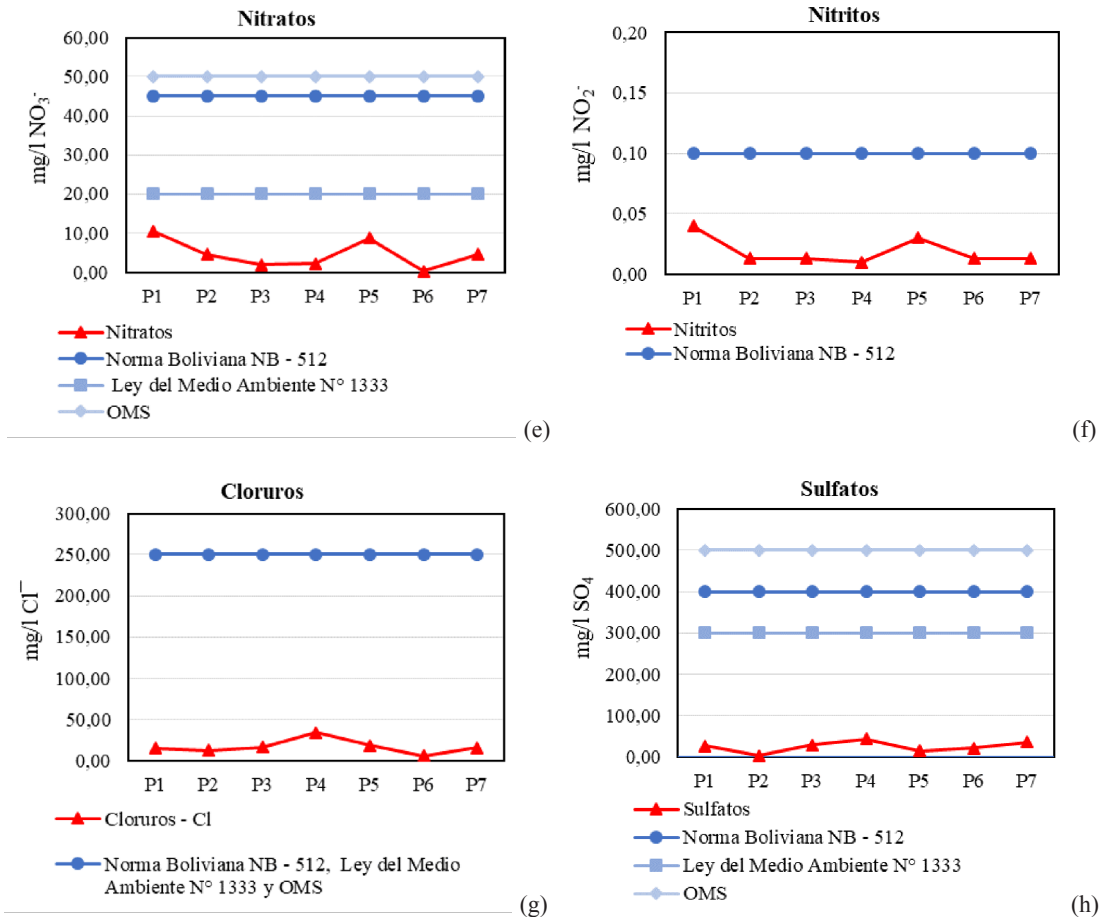 Nitratos
60,00
50,00
40,00
30,00
20,00
10,00
0,00
mg/l NO₃⁻
P1 P2 P3 P4 P5 P6 P7
Nitratos
Norma Boliviana NB - 512
Ley del Medio Ambiente N° 1333
OMS
(e)
Nitritos
0,20
0,15
0,10
0,05
0,00
mg/l NO₂⁻
P1 P2 P3 P4 P5 P6 P7
Nitritos
Norma Boliviana NB - 512
(f)
Cloruros
300,00
250,00
200,00
150,00
100,00
50,00
0,00
mg/l Cl⁻
P1 P2 P3 P4 P5 P6 P7
Cloruros - Cl
Norma Boliviana NB - 512, Ley del Medio
Ambiente N° 1333 y OMS
(g)
Sulfatos
600,00
500,00
400,00
300,00
200,00
100,00
0,00
mg/l SO₄
P1 P2 P3 P4 P5 P6 P7
Sulfatos
Norma Boliviana NB - 512
Ley del Medio Ambiente N° 1333
OMS
(h)